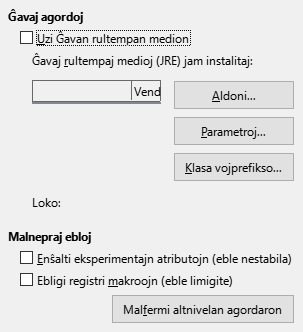 Ĝavaj agordoj
Uzi Ĝavan rultempan medion
Ĝavaj rultempaj medioj (JRE) jam instalitaj:
Vend
Aldoni...
Parametroj...
Klasa vojprefikso...
Loko:
Malnepraj ebloj
Enŝalti eksperimentajn atributojn (eble nestabila)
Ebligi registri makroojn (eble limigite)
Malfermi altnivelan agordaron